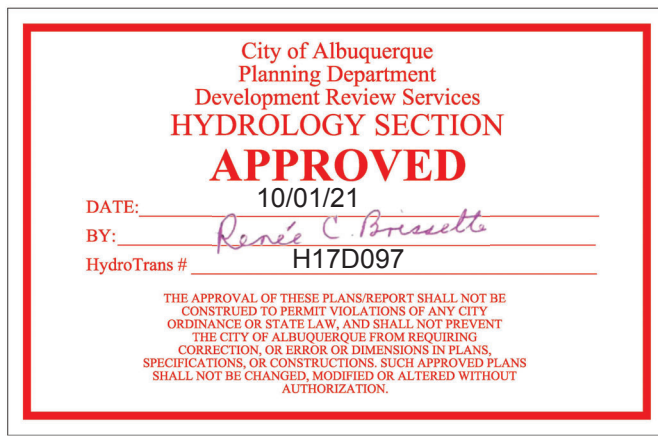 City of Albuquerque
Planning Department
Development Review Services
HYDROLOGY SECTION
APPROVED
DATE: 10/01/21
BY: Renée C. Brissette
HydroTrans # H17D097
THE APPROVAL OF THESE PLANS/REPORT SHALL NOT BE
CONSTRUED TO PERMIT VIOLATIONS OF ANY CITY
ORDINANCE OR STATE LAW, AND SHALL NOT PREVENT
THE CITY OF ALBUQUERQUE FROM REQUIRING
CORRECTION, OR ERROR OR DIMENSIONS IN PLANS,
SPECIFICATIONS, OR CONSTRUCTIONS. SUCH APPROVED PLANS
SHALL NOT BE CHANGED, MODIFIED OR ALTERED WITHOUT
AUTHORIZATION.